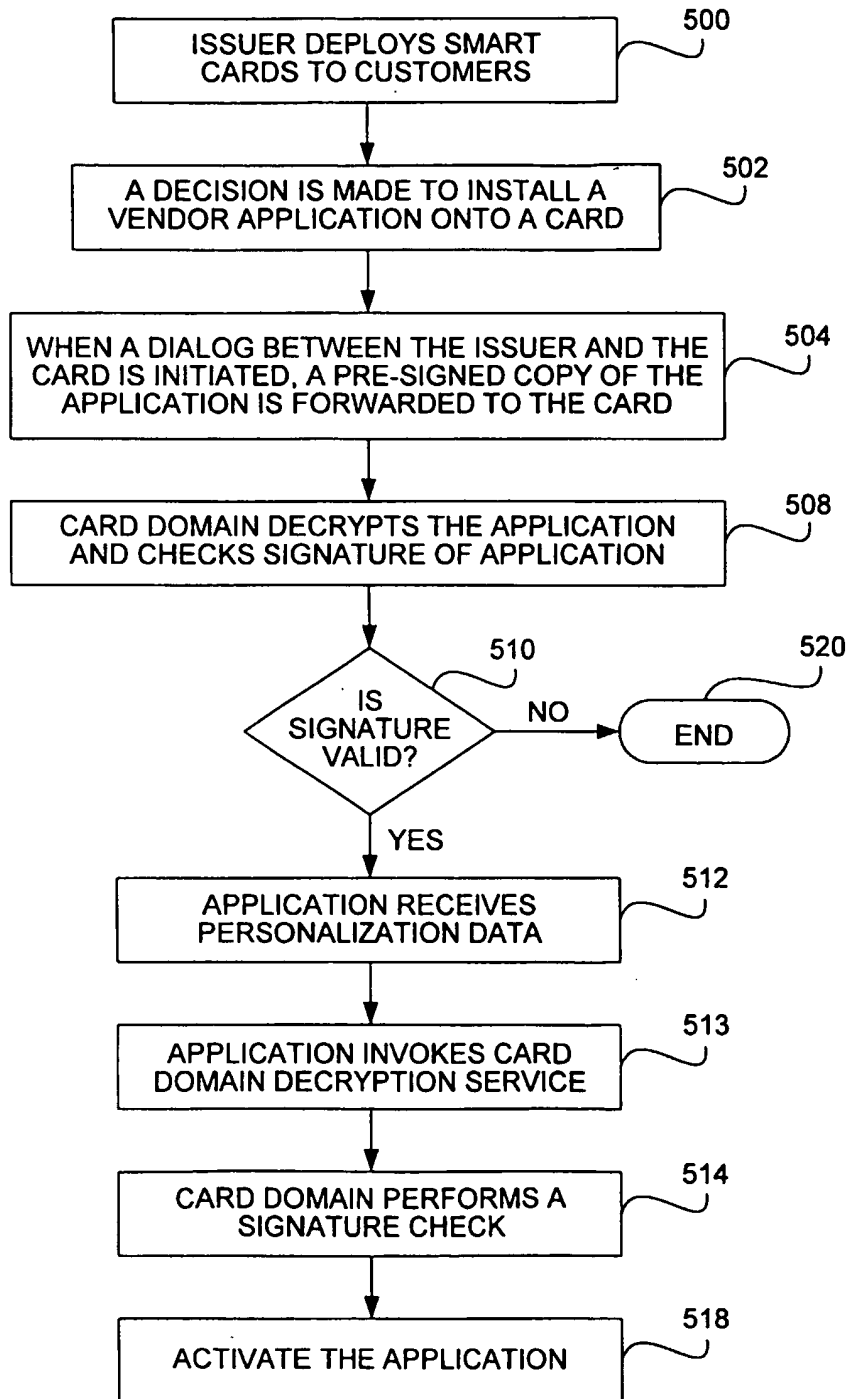 ISSUER DEPLOYS SMART
CARDS TO CUSTOMERS
500
A DECISION IS MADE TO INSTALL A
VENDOR APPLICATION ONTO A CARD
502
WHEN A DIALOG BETWEEN THE ISSUER AND THE
CARD IS INITIATED, A PRE-SIGNED COPY OF THE
APPLICATION IS FORWARDED TO THE CARD
504
CARD DOMAIN DECRYPTS THE APPLICATION
AND CHECKS SIGNATURE OF APPLICATION
508
IS
SIGNATURE
VALID?
510
NO
END
520
YES
APPLICATION RECEIVES
PERSONALIZATION DATA
512
APPLICATION INVOKES CARD
DOMAIN DECRYPTION SERVICE
513
CARD DOMAIN PERFORMS A
SIGNATURE CHECK
514
ACTIVATE THE APPLICATION
518